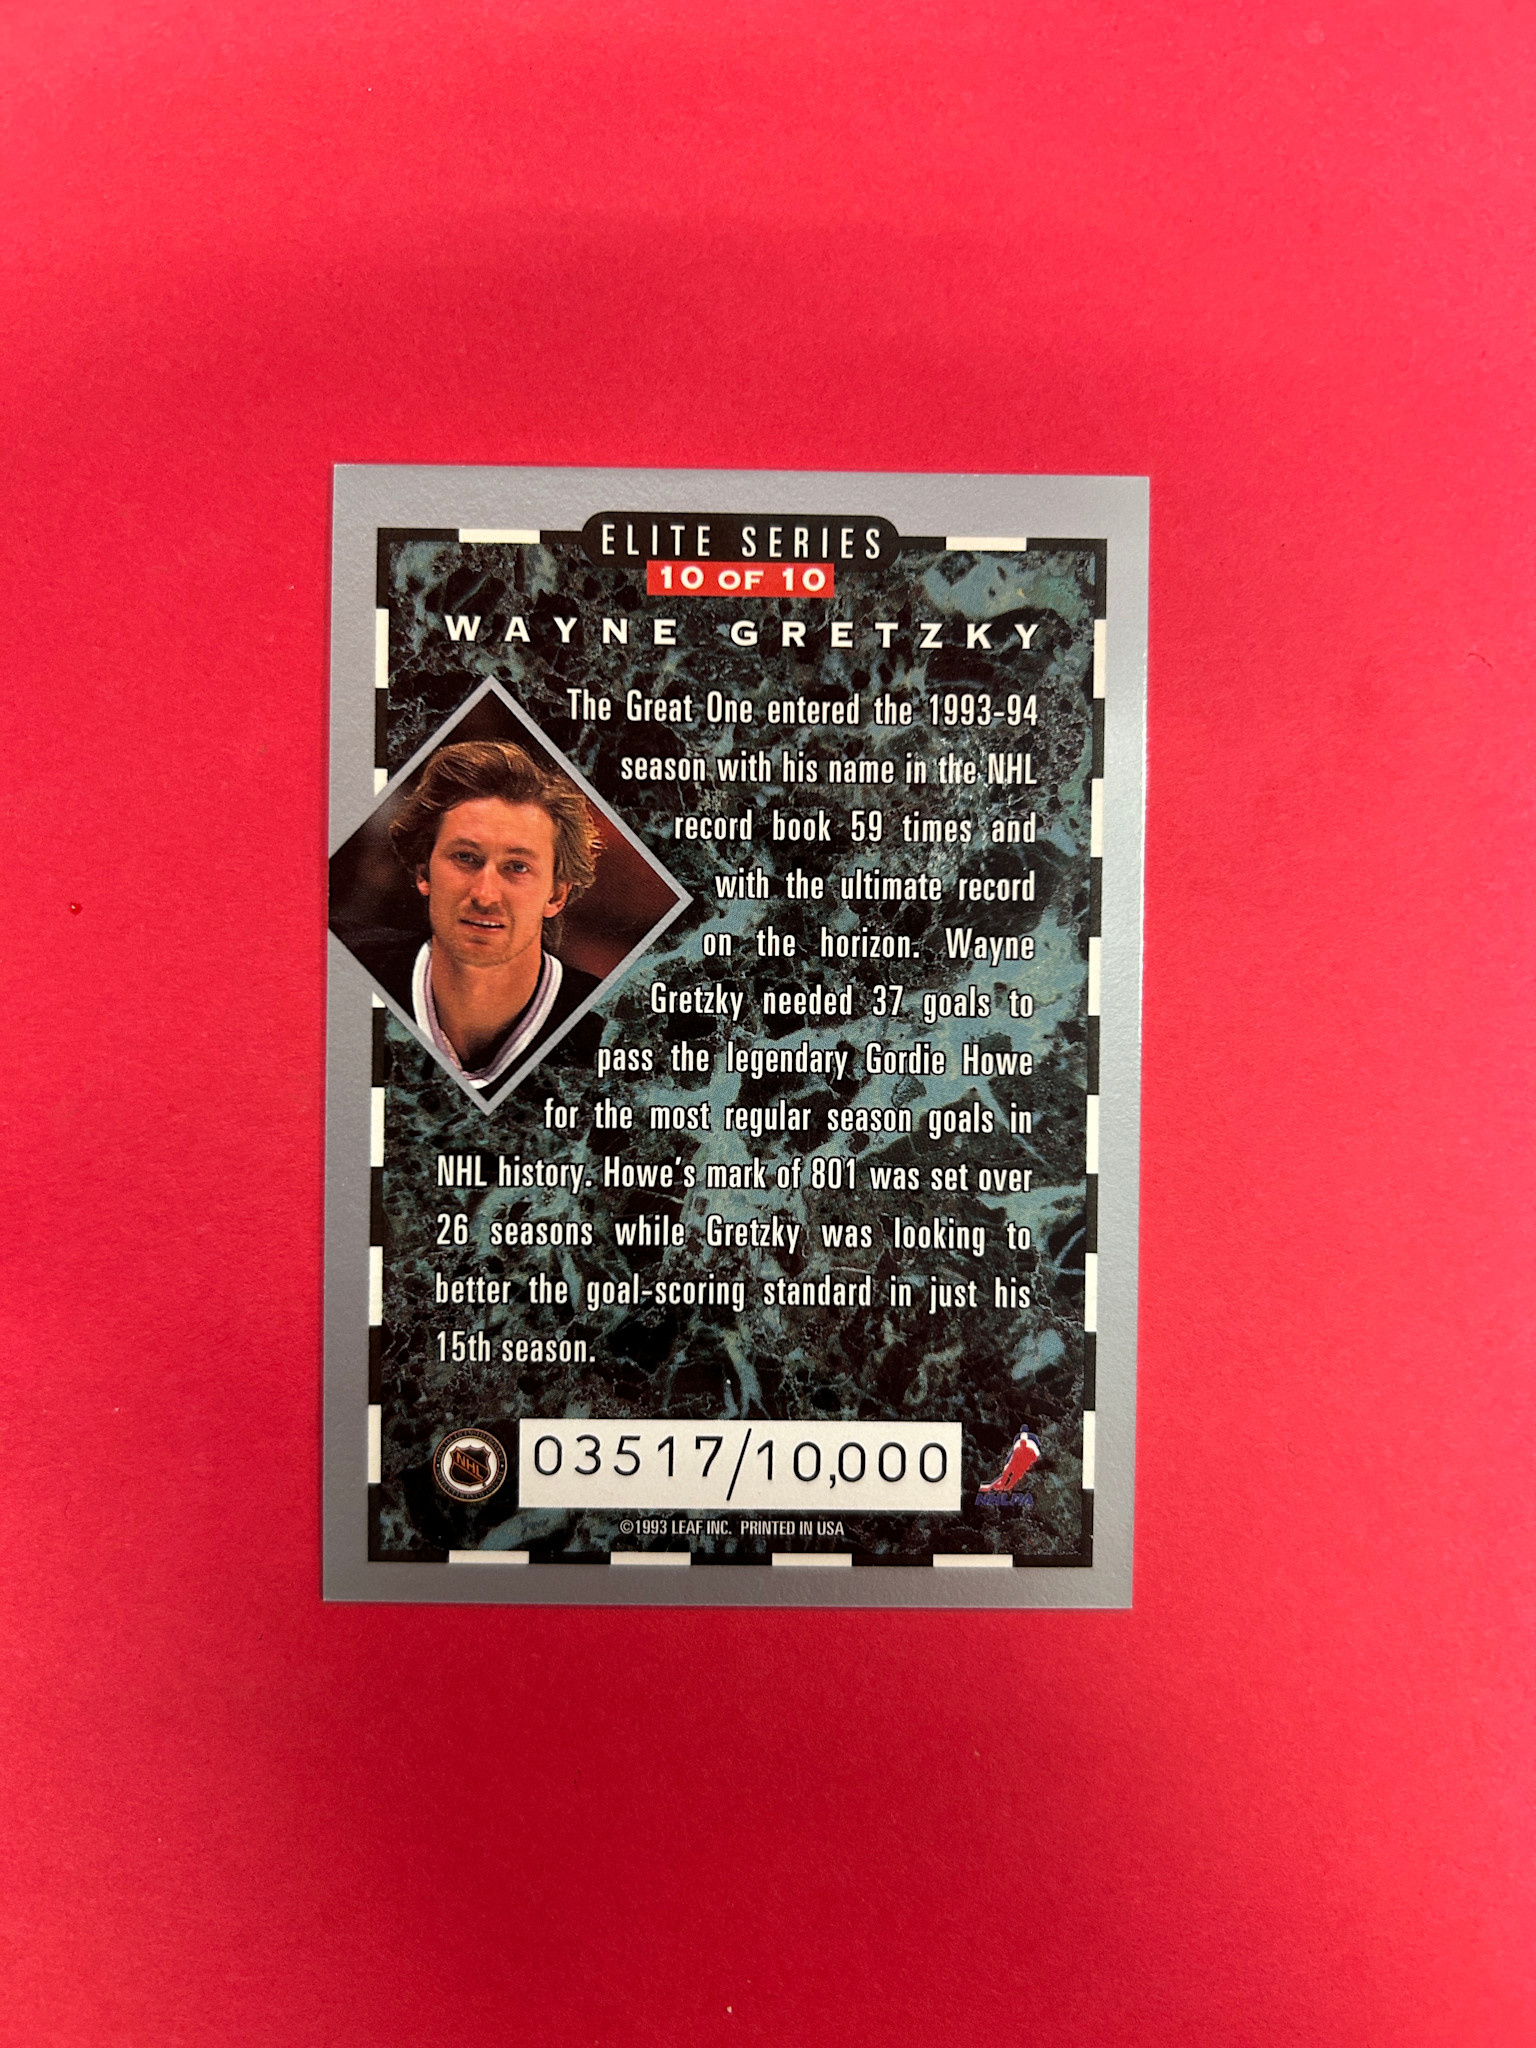 ELITE SERIES
10 OF 10
WAYNE GRETZKY
The Great One entered the 1993-94
season with his name in the NHL
record book 59 times and
with the ultimate record
on the horizon. Wayne
Gretzky needed 37 goals to
pass the legendary Gordie Howe
for the most regular season goals in
NHL history. Howe's mark of 801 was set over
26 seasons while Gretzky was looking to
better the goal-scoring standard in just his
15th season.
NHL
03517/10,000
NHLPA
©1993 LEAF INC. PRINTED IN USA